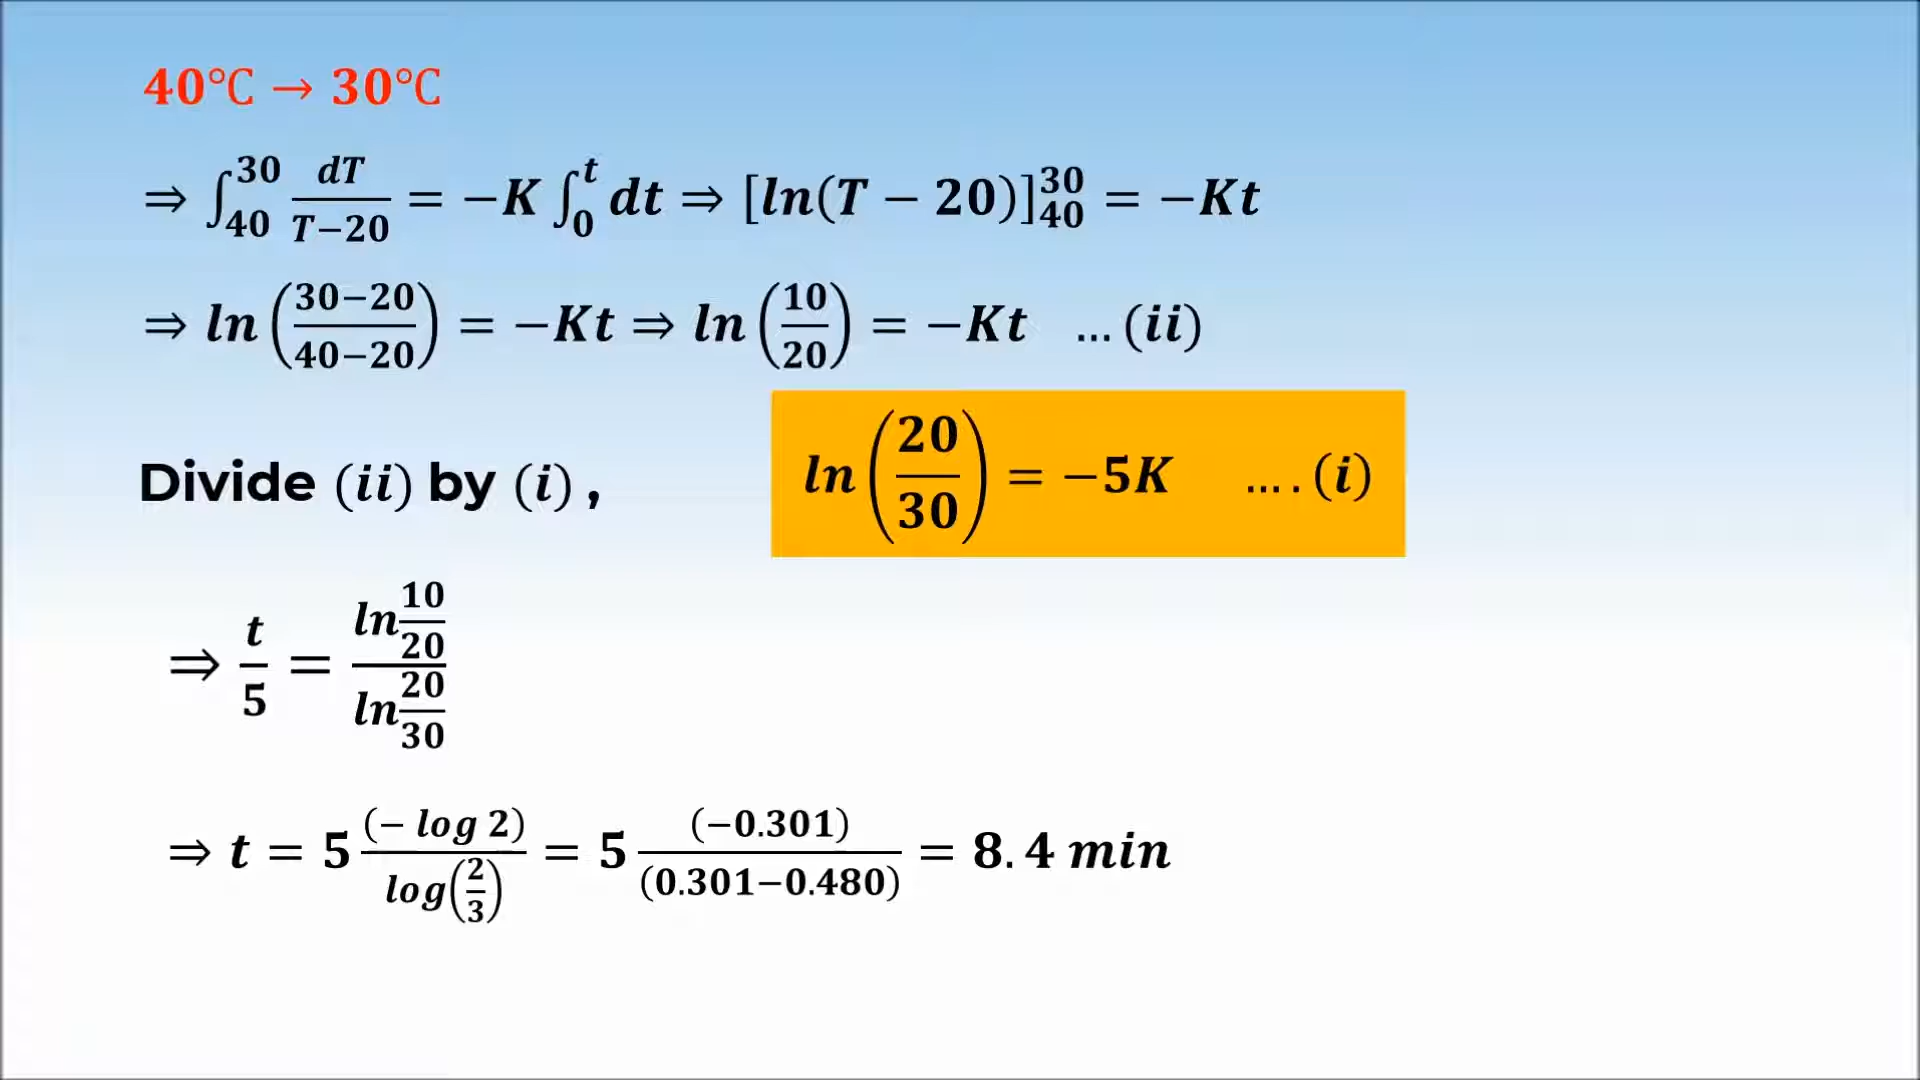 40℃ → 30℃
⇒ ∫₄₀³⁰ dT/(T−20) = −K ∫₀ᵗ dt ⇒ [ln(T − 20)]₄₀³⁰ = −Kt
⇒ ln((30−20)/(40−20)) = −Kt ⇒ ln(10/20) = −Kt ...(ii)
Divide (ii) by (i) ,
ln(20/30) = −5K ....(i)
⇒ t/5 = (ln 10/20)/(ln 20/30)
⇒ t = 5 (− log 2)/(log(2/3)) = 5 (−0.301)/(0.301−0.480) = 8.4 min